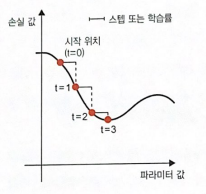 손실 값
스텝 또는 학습률
시작 위치
(t=0)
t=1
t=2
t=3
파라미터 값